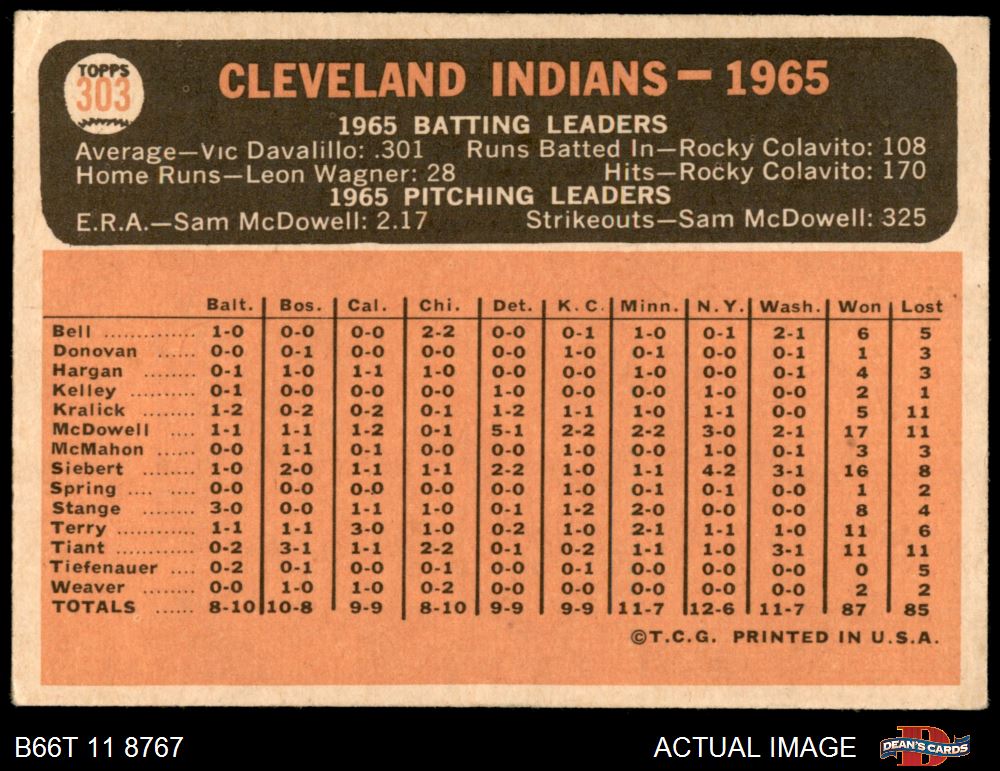 TOPPS
303
CLEVELAND INDIANS — 1965
1965 BATTING LEADERS
Average—Vic Davalillo: .301 Runs Batted In—Rocky Colavito: 108
Home Runs—Leon Wagner: 28 Hits—Rocky Colavito: 170
1965 PITCHING LEADERS
E.R.A.—Sam McDowell: 2.17 Strikeouts—Sam McDowell: 325
Balt. Bos. Cal. Chi. Det. K. C. Minn. N. Y. Wash. Won Lost
Bell ............. 1-0 0-0 0-0 2-2 0-0 0-1 1-0 0-1 2-1 6 5
Donovan ...... 0-0 0-1 0-0 0-0 0-0 1-0 0-1 0-0 0-1 1 3
Hargan ........ 0-1 1-0 1-1 1-0 0-0 0-0 1-0 0-0 0-1 4 3
Kelley .......... 0-1 0-0 0-0 0-0 1-0 0-0 0-0 1-0 0-0 2 1
Kralick ......... 1-2 0-2 0-2 0-1 1-2 1-1 1-0 1-1 0-0 5 11
McDowell .... 1-1 1-1 1-2 0-1 5-1 2-2 2-2 3-0 2-1 17 11
McMahon .... 0-0 1-1 0-1 0-0 0-0 1-0 0-0 1-0 0-1 3 3
Siebert ......... 1-0 2-0 1-1 1-1 2-2 1-0 1-1 4-2 3-1 16 8
Spring .... .... 0-0 0-0 0-0 0-0 0-0 1-0 0-1 0-1 0-0 1 2
Stange ......... 3-0 0-0 1-1 1-0 0-1 1-2 2-0 0-0 0-0 8 4
Terry ............ 1-1 1-1 3-0 1-0 0-2 1-0 2-1 1-1 1-0 11 6
Tiant ........... 0-2 3-1 1-1 2-2 0-1 0-2 1-1 1-0 3-1 11 11
Tiefenauer .... 0-2 0-1 0-0 0-1 0-0 0-1 0-0 0-0 0-0 0 5
Weaver ........ 0-0 1-0 1-0 0-2 0-0 0-0 0-0 0-0 0-0 2 2
TOTALS ...... 8-10 10-8 9-9 8-10 9-9 9-9 11-7 12-6 11-7 87 85
©T.C.G. PRINTED IN U.S.A.
B66T 11 8767 ACTUAL IMAGE
DEAN'S CARDS